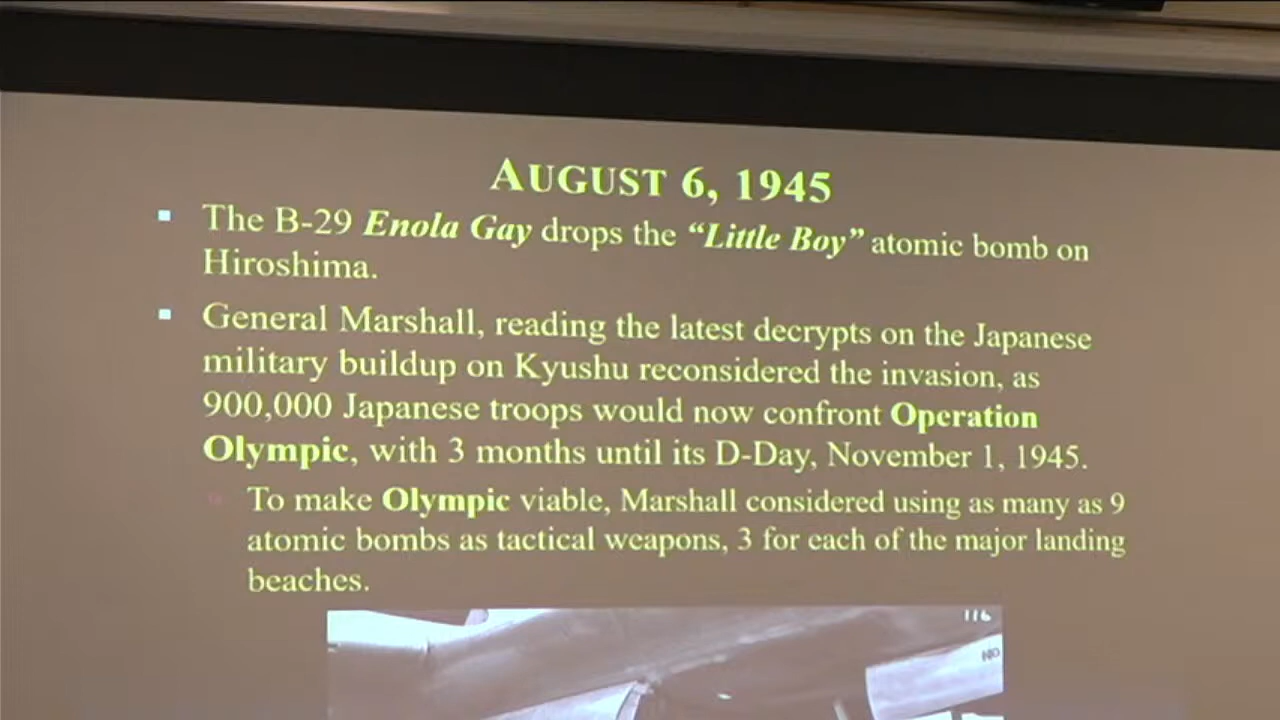 AUGUST 6, 1945
The B-29 Enola Gay drops the “Little Boy” atomic bomb on
Hiroshima.
General Marshall, reading the latest decrypts on the Japanese
military buildup on Kyushu reconsidered the invasion, as
900,000 Japanese troops would now confront Operation
Olympic, with 3 months until its D-Day, November 1, 1945.
To make Olympic viable, Marshall considered using as many as 9
atomic bombs as tactical weapons, 3 for each of the major landing
beaches.
116
NO